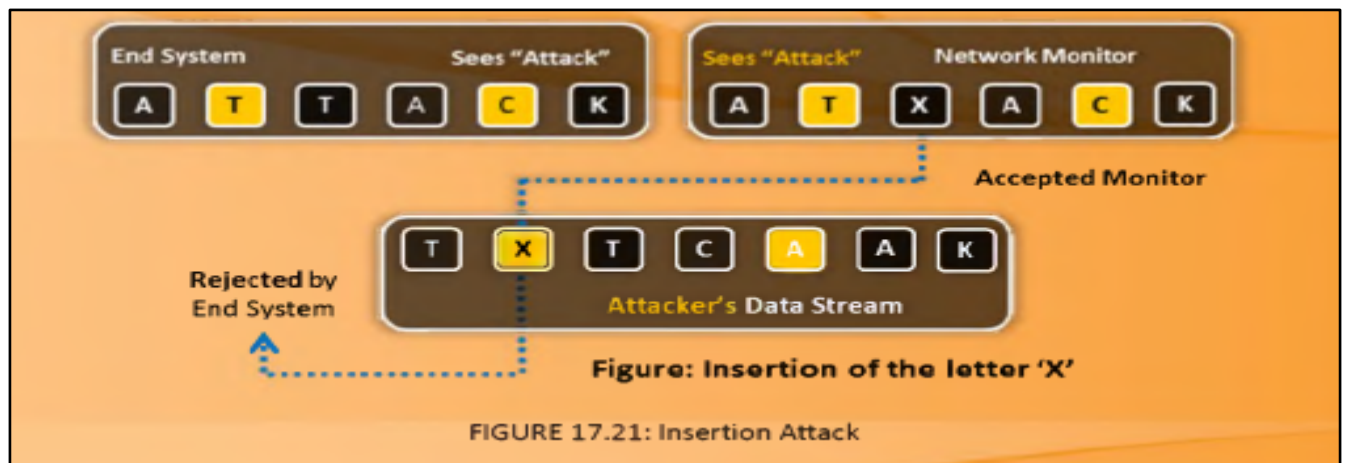 End System Sees "Attack"
A T T A C K
Sees "Attack" Network Monitor
A T X A C K
Accepted Monitor
T X T C A A K
Attacker's Data Stream
Rejected by
End System
Figure: Insertion of the letter 'X'
FIGURE 17.21: Insertion Attack